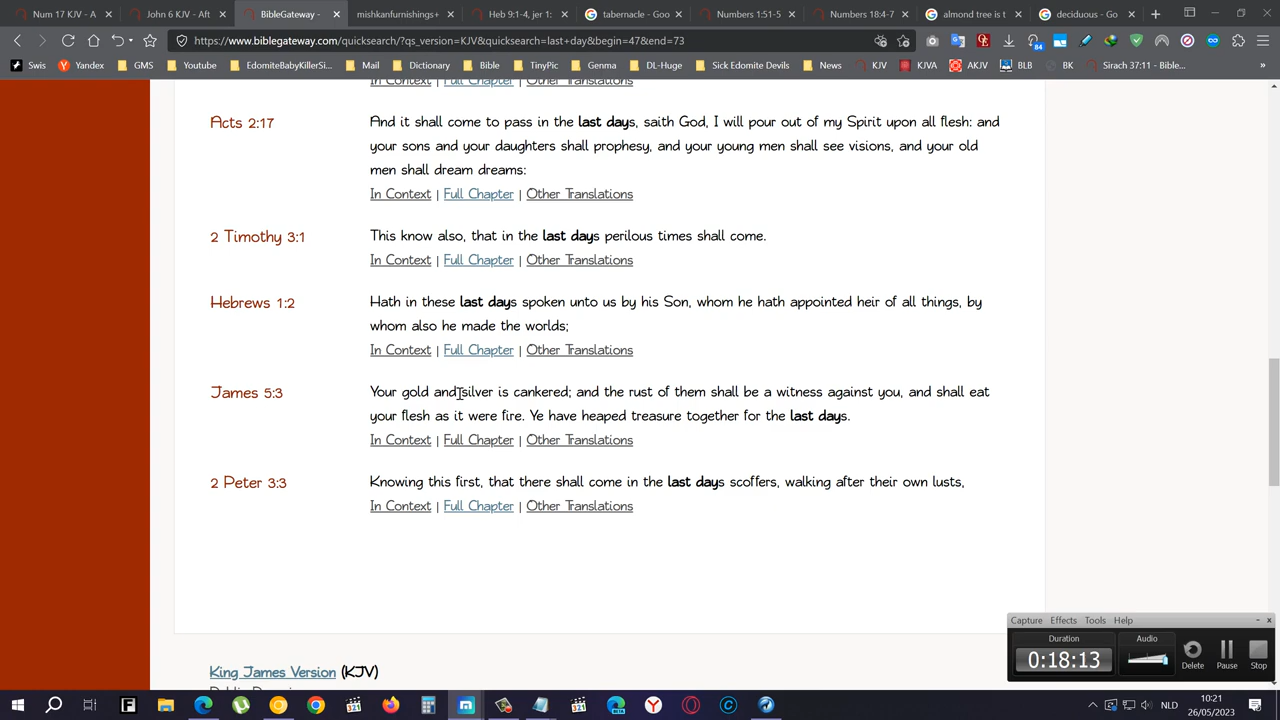 Num 17 KJV - A
John 6 KJV - Aft
BibleGateway -
mishkanfurnishings+
Heb 9:1-4, jer 1:
tabernacle - Goo
Numbers 1:51-5
Numbers 18:4-7
almond tree is t
deciduous - Go
https://www.biblegateway.com/quicksearch/?qs_version=KJV&quicksearch=last+day&begin=47&end=73
84
Swis
Yandex
GMS
Youtube
EdomiteBabyKillerSi...
Mail
Dictionary
Bible
TinyPic
Genma
DL-Huge
Sick Edomite Devils
News
KJV
KJVA
AKJV
BLB
BK
Sirach 37:11 - Bible...
In Context | Full Chapter | Other Translations
Acts 2:17
And it shall come to pass in the last days, saith God, I will pour out of my Spirit upon all flesh: and
your sons and your daughters shall prophesy, and your young men shall see visions, and your old
men shall dream dreams:
In Context | Full Chapter | Other Translations
2 Timothy 3:1
This know also, that in the last days perilous times shall come.
In Context | Full Chapter | Other Translations
Hebrews 1:2
Hath in these last days spoken unto us by his Son, whom he hath appointed heir of all things, by
whom also he made the worlds;
In Context | Full Chapter | Other Translations
James 5:3
Your gold and silver is cankered; and the rust of them shall be a witness against you, and shall eat
your flesh as it were fire. Ye have heaped treasure together for the last days.
In Context | Full Chapter | Other Translations
2 Peter 3:3
Knowing this first, that there shall come in the last days scoffers, walking after their own lusts,
In Context | Full Chapter | Other Translations
King James Version (KJV)
Capture Effects Tools Help
Duration
0:18:13
Audio
Delete
Pause
Stop
NLD
10:21
26/05/2023